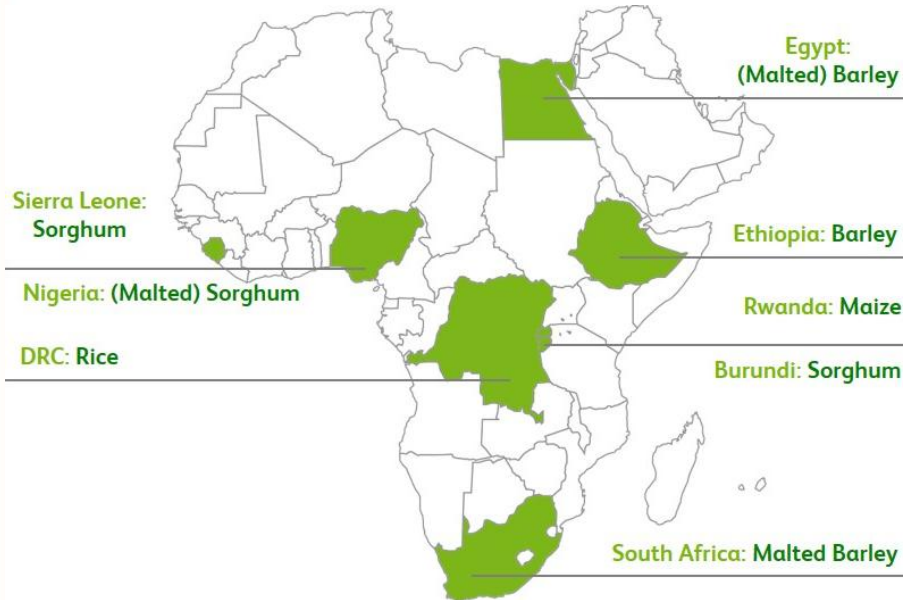 Egypt:
(Malted) Barley
Sierra Leone:
Sorghum
Ethiopia: Barley
Nigeria: (Malted) Sorghum
Rwanda: Maize
DRC: Rice
Burundi: Sorghum
South Africa: Malted Barley